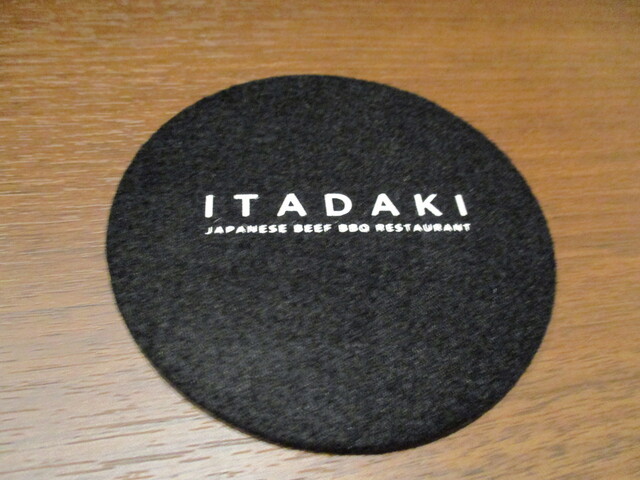 ITADAKI
JAPANESE BEEF BBQ RESTAURANT